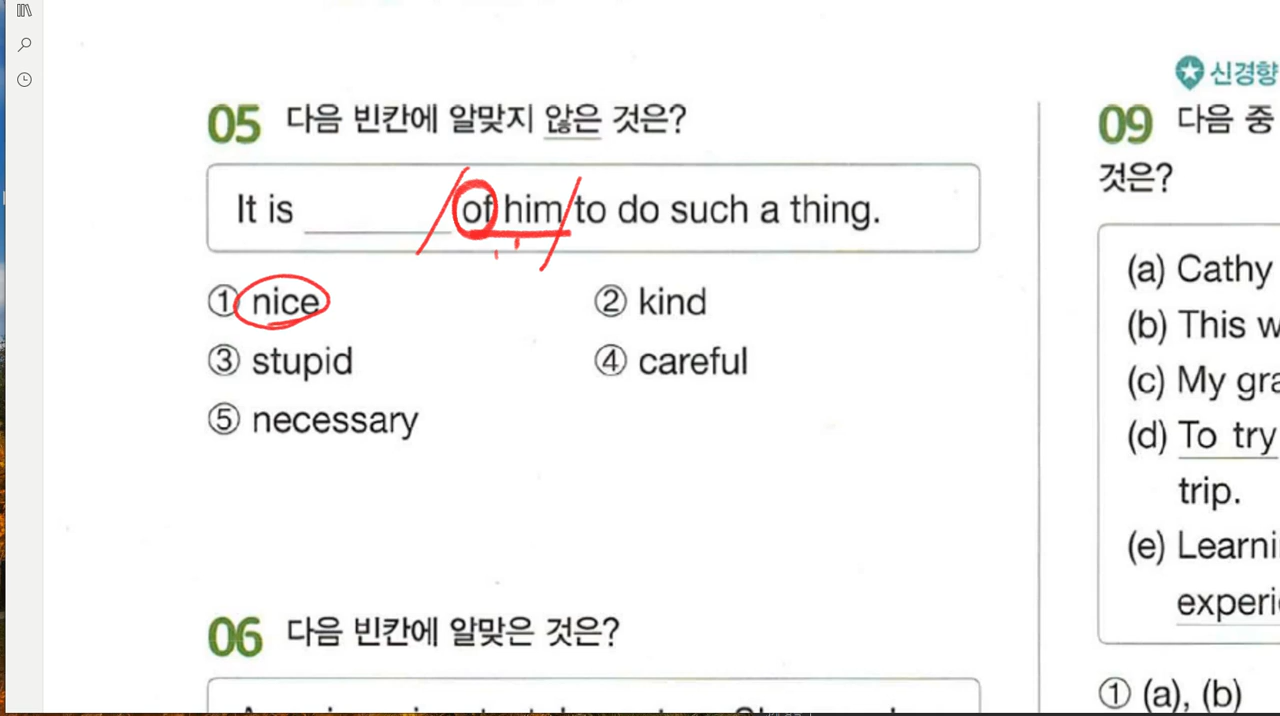 05 다음 빈칸에 알맞지 않은 것은?
It is ________ of him to do such a thing.
① nice ② kind
③ stupid ④ careful
⑤ necessary
06 다음 빈칸에 알맞은 것은?
신경향
09 다음 중
것은?
(a) Cathy
(b) This
(c) My
(d) To try
trip.
(e)
① (a), (b)